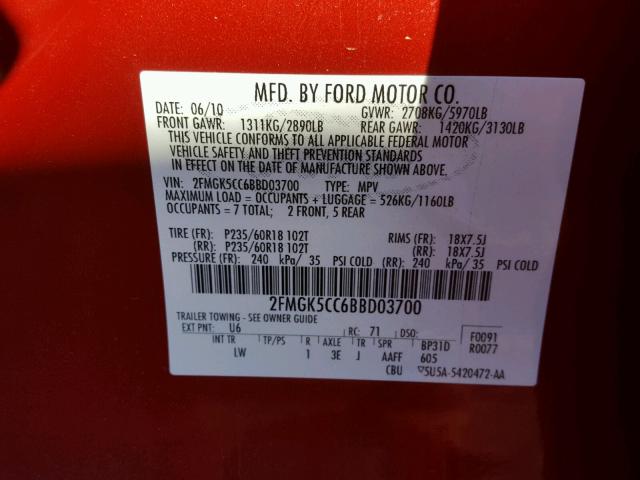 MFD. BY FORD MOTOR CO.
DATE: 06/10 GVWR: 2708KG/5970LB
FRONT GAWR: 1311KG/2890LB REAR GAWR: 1420KG/3130LB
THIS VEHICLE CONFORMS TO ALL APPLICABLE FEDERAL MOTOR
VEHICLE SAFETY AND THEFT PREVENTION STANDARDS
IN EFFECT ON THE DATE OF MANUFACTURE SHOWN ABOVE.
VIN: 2FMGK5CC6BBD03700 TYPE: MPV
MAXIMUM LOAD = OCCUPANTS + LUGGAGE = 526KG/1160LB
OCCUPANTS = 7 TOTAL; 2 FRONT, 5 REAR
TIRE (FR): P235/60R18 102T RIMS (FR): 18X7.5J
(RR): P235/60R18 102T (RR): 18X7.5J
PRESSURE (FR): 240 kPa/ 35 PSI COLD (RR): 240 kPa/ 35 PSI COLD
2FMGK5CC6BBD03700
TRAILER TOWING - SEE OWNER GUIDE
EXT PNT: U6 RC: 71 DSO: F0091
INT TR TP/PS R AXLE TR SPR BP31D R0077
LW 1 3E J AAFF 605
CBU ▽5U5A-5420472-AA